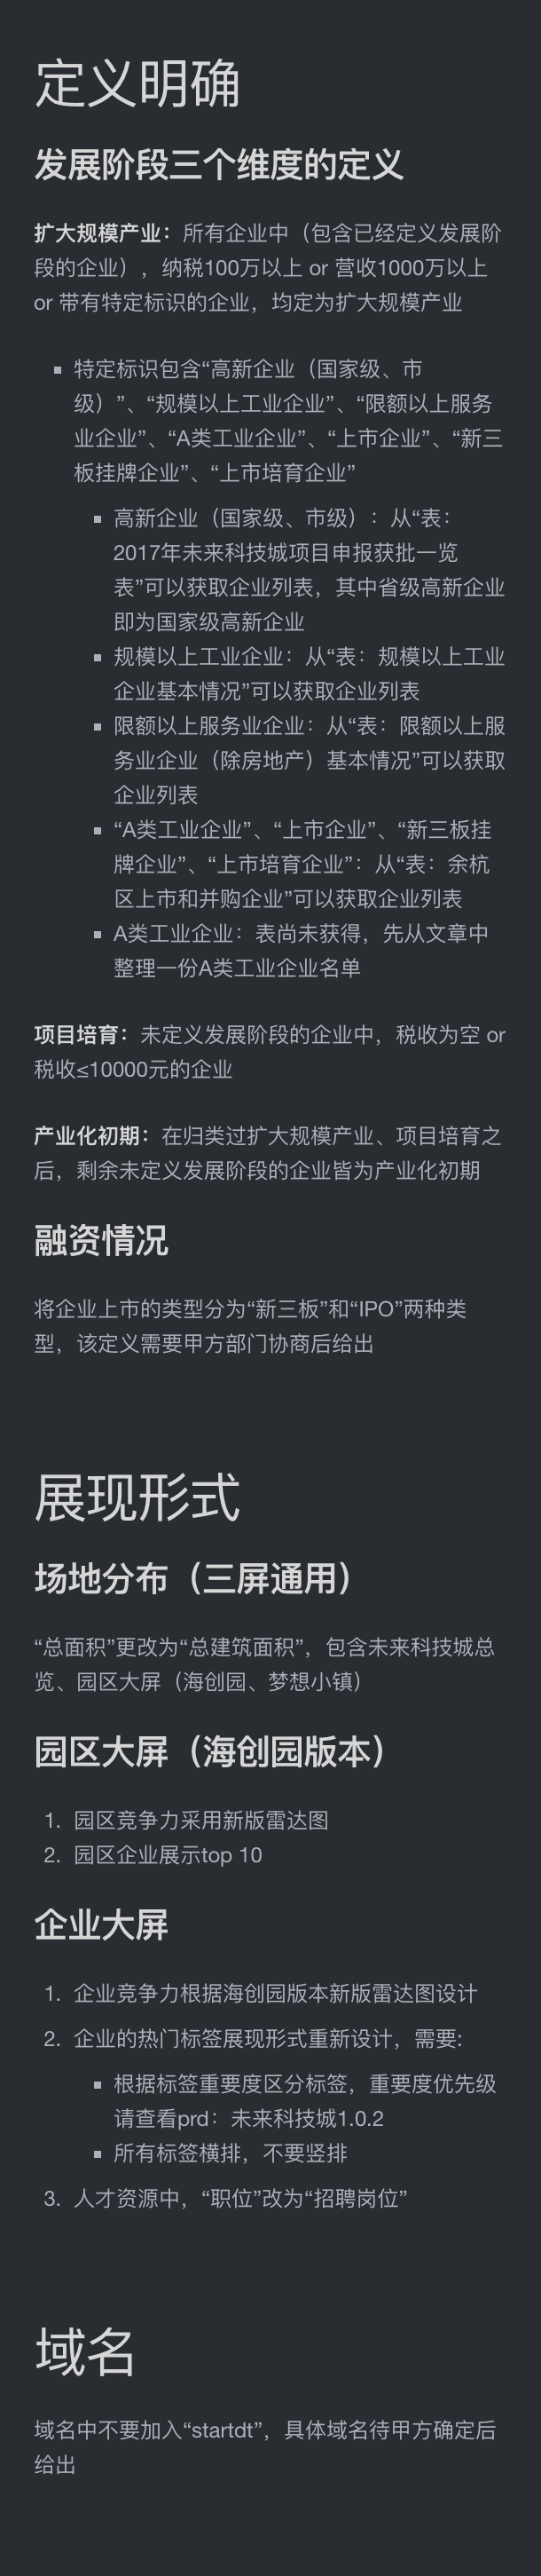 定义明确
发展阶段三个维度的定义
扩大规模产业：所有企业中（包含已经定义发展阶
段的企业），纳税100万以上 or 营收1000万以上
or 带有特定标识的企业，均定为扩大规模产业
特定标识包含“高新企业（国家级、市
级）”、“规模以上工业企业”、“限额以上服务
业企业”、“A类工业企业”、“上市企业”、“新三
板挂牌企业”、“上市培育企业”
高新企业（国家级、市级）：从“表：
2017年未来科技城项目申报获批一览
表”可以获取企业列表，其中省级高新企业
即为国家级高新企业
规模以上工业企业：从“表：规模以上工业
企业基本情况”可以获取企业列表
限额以上服务业企业：从“表：限额以上服
务业企业（除房地产）基本情况”可以获取
企业列表
“A类工业企业”、“上市企业”、“新三板挂
牌企业”、“上市培育企业”：从“表：余杭
区上市和并购企业”可以获取企业列表
A类工业企业：表尚未获得，先从文章中
整理一份A类工业企业名单
项目培育：未定义发展阶段的企业中，税收为空 or
税收≤10000元的企业
产业化初期：在归类过扩大规模产业、项目培育之
后，剩余未定义发展阶段的企业皆为产业化初期
融资情况
将企业上市的类型分为“新三板”和“IPO”两种类
型，该定义需要甲方部门协商后给出
展现形式
场地分布（三屏通用）
“总面积”更改为“总建筑面积”，包含未来科技城总
览、园区大屏（海创园、梦想小镇）
园区大屏（海创园版本）
1. 园区竞争力采用新版雷达图
2. 园区企业展示top 10
企业大屏
1. 企业竞争力根据海创园版本新版雷达图设计
2. 企业的热门标签展现形式重新设计，需要:
根据标签重要度区分标签，重要度优先级
请查看prd：未来科技城1.0.2
所有标签横排，不要竖排
3. 人才资源中，“职位”改为“招聘岗位”
域名
域名中不要加入“startdt”，具体域名待甲方确定后
给出